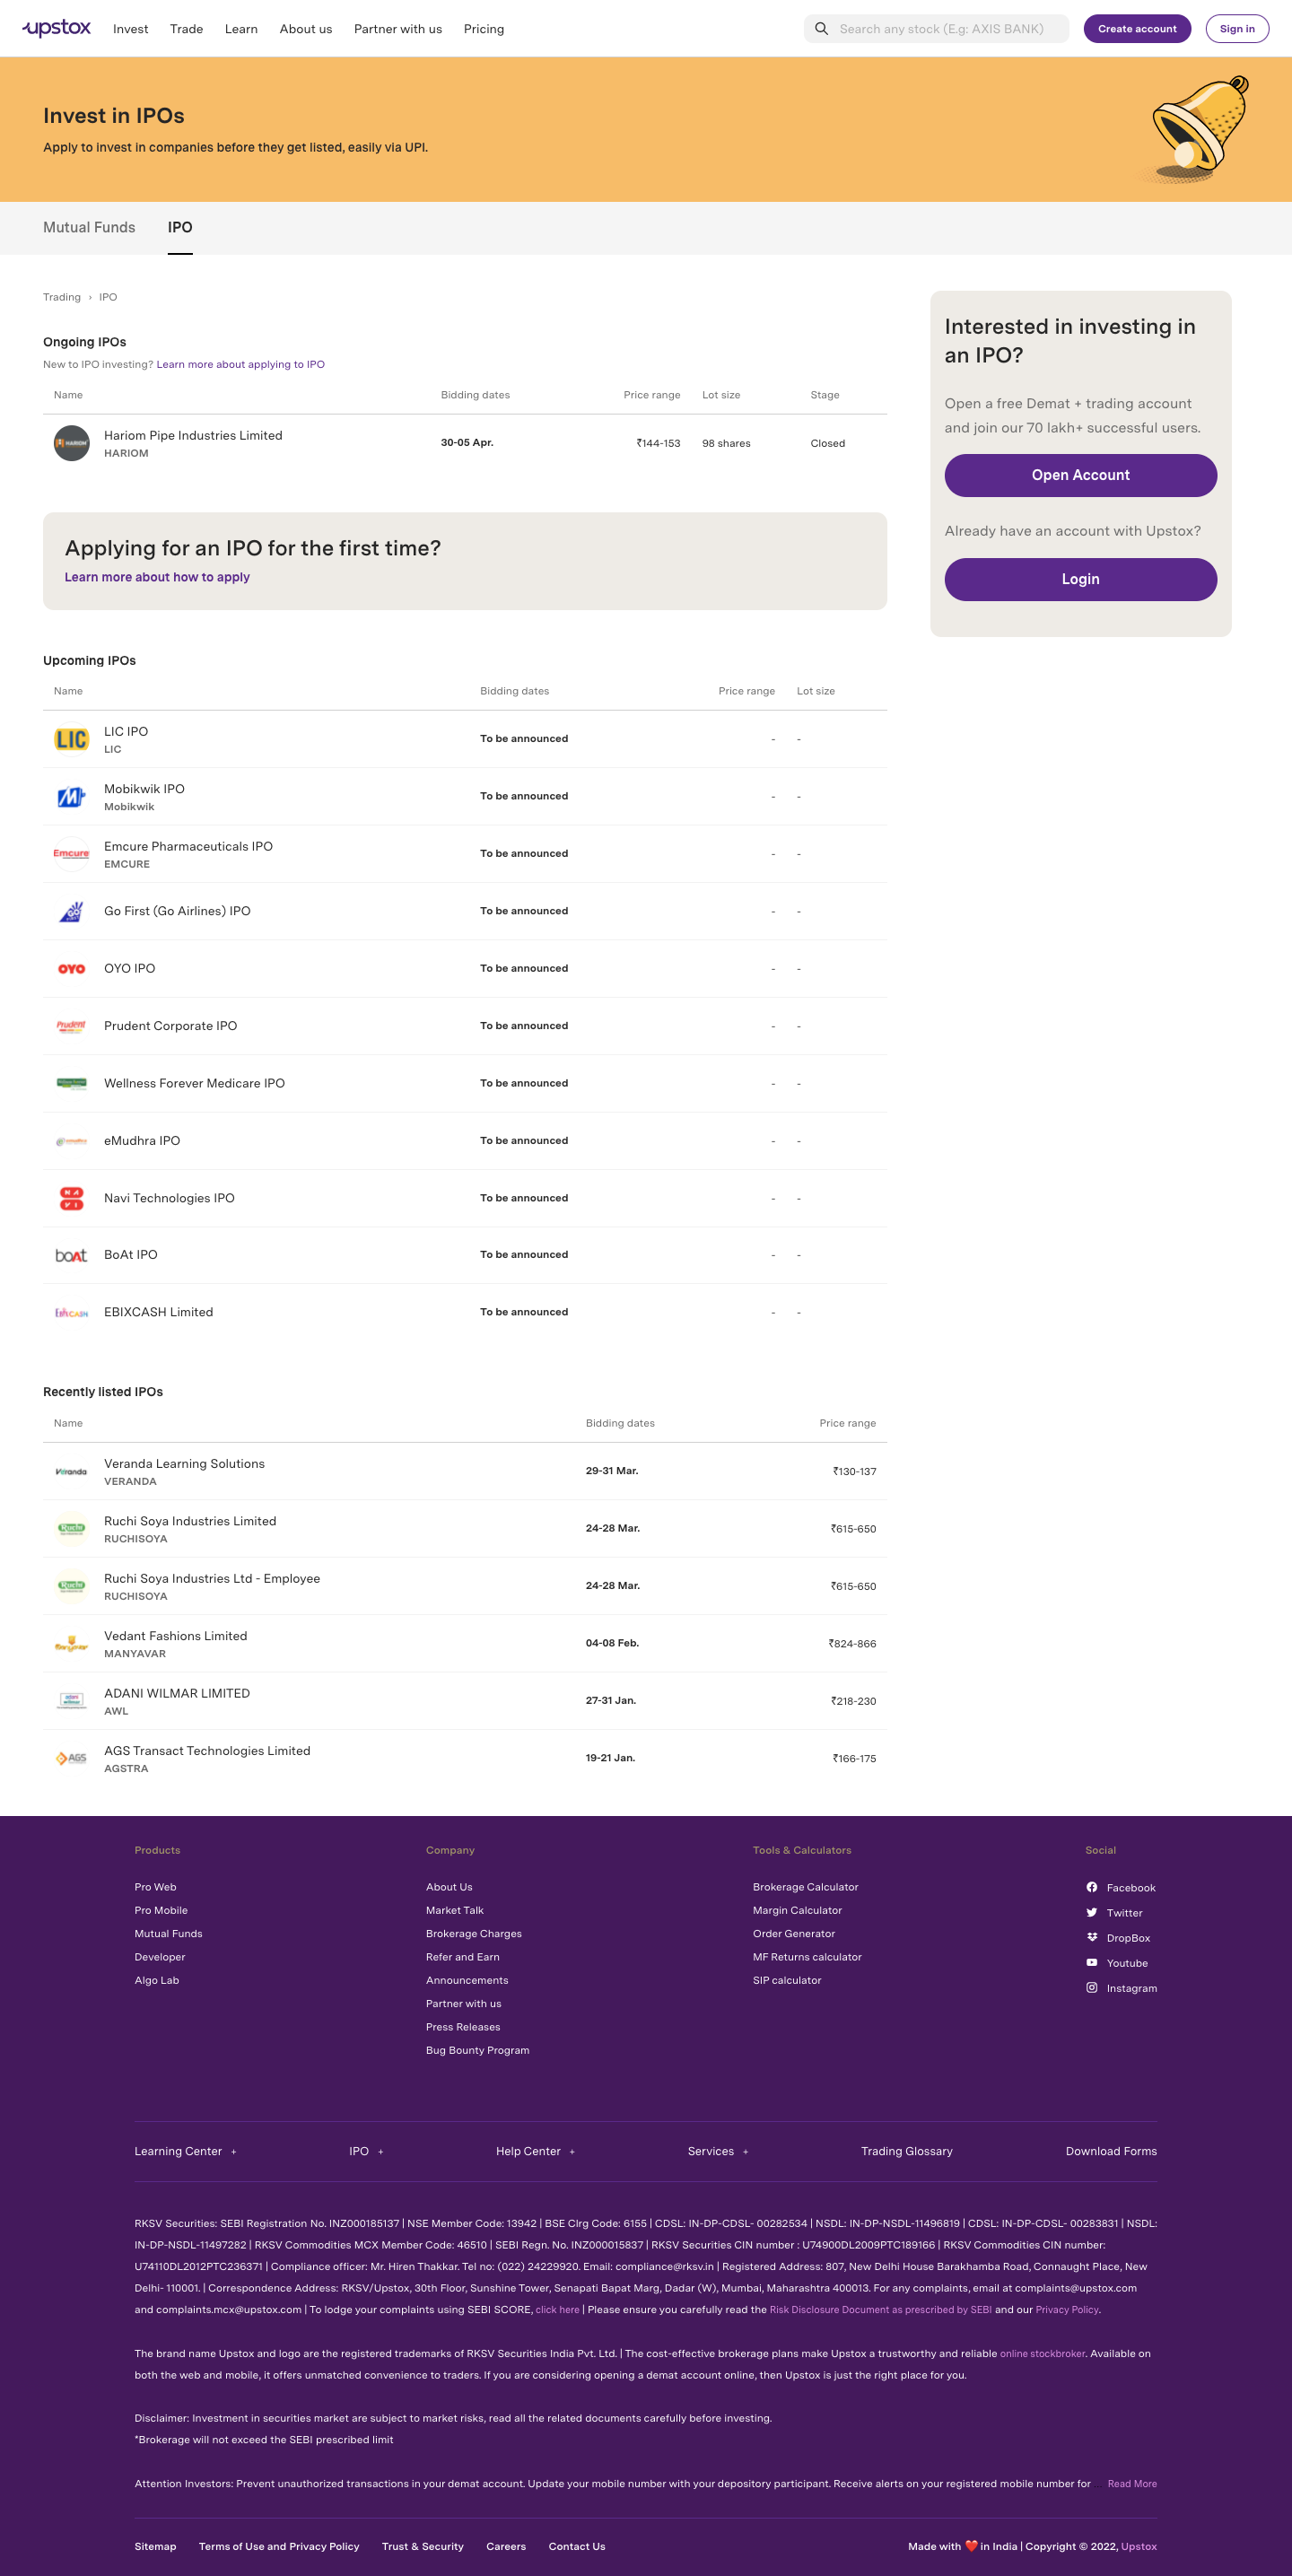 upstox Invest Trade Learn About us Partner with us Pricing Search any stock (E.g: AXIS BANK) Create account Sign in
Invest in IPOs
Apply to invest in companies before they get listed, easily via UPI.
Mutual Funds IPO
Trading › IPO
Ongoing IPOs
New to IPO investing? Learn more about applying to IPO
Name Bidding dates Price range Lot size Stage
HARIOM
Hariom Pipe Industries Limited
HARIOM
30-05 Apr. ₹144-153 98 shares Closed
Applying for an IPO for the first time?
Learn more about how to apply
Interested in investing in
an IPO?
Open a free Demat + trading account
and join our 70 lakh+ successful users.
Open Account
Already have an account with Upstox?
Login
Upcoming IPOs
Name Bidding dates Price range Lot size
LIC
LIC IPO
LIC
To be announced - -
Mobikwik IPO
Mobikwik
To be announced - -
Emcure
Emcure Pharmaceuticals IPO
EMCURE
To be announced - -
GO Go First (Go Airlines) IPO To be announced - -
OYO OYO IPO To be announced - -
Prudent Prudent Corporate IPO To be announced - -
Wellness Forever Medicare IPO To be announced - -
eMudhra IPO To be announced - -
NAVI Navi Technologies IPO To be announced - -
boAt BoAt IPO To be announced - -
EbixCASH EBIXCASH Limited To be announced - -
Recently listed IPOs
Name Bidding dates Price range
Veranda
Veranda Learning Solutions
VERANDA
29-31 Mar. ₹130-137
Ruchi
Ruchi Soya Industries Limited
RUCHISOYA
24-28 Mar. ₹615-650
Ruchi
Ruchi Soya Industries Ltd - Employee
RUCHISOYA
24-28 Mar. ₹615-650
Vedant Fashions Limited
MANYAVAR
04-08 Feb. ₹824-866
ADANI WILMAR LIMITED
AWL
27-31 Jan. ₹218-230
AGS
AGS Transact Technologies Limited
AGSTRA
19-21 Jan. ₹166-175
Products
Pro Web
Pro Mobile
Mutual Funds
Developer
Algo Lab
Company
About Us
Market Talk
Brokerage Charges
Refer and Earn
Announcements
Partner with us
Press Releases
Bug Bounty Program
Tools & Calculators
Brokerage Calculator
Margin Calculator
Order Generator
MF Returns calculator
SIP calculator
Social
Facebook
Twitter
DropBox
Youtube
Instagram
Learning Center + IPO + Help Center + Services + Trading Glossary Download Forms
RKSV Securities: SEBI Registration No. INZ000185137 | NSE Member Code: 13942 | BSE Clrg Code: 6155 | CDSL: IN-DP-CDSL- 00282534 | NSDL: IN-DP-NSDL-11496819 | CDSL: IN-DP-CDSL- 00283831 | NSDL:
IN-DP-NSDL-11497282 | RKSV Commodities MCX Member Code: 46510 | SEBI Regn. No. INZ000015837 | RKSV Securities CIN number : U74900DL2009PTC189166 | RKSV Commodities CIN number:
U74110DL2012PTC236371 | Compliance officer: Mr. Hiren Thakkar. Tel no: (022) 24229920. Email: compliance@rksv.in | Registered Address: 807, New Delhi House Barakhamba Road, Connaught Place, New
Delhi- 110001. | Correspondence Address: RKSV/Upstox, 30th Floor, Sunshine Tower, Senapati Bapat Marg, Dadar (W), Mumbai, Maharashtra 400013. For any complaints, email at complaints@upstox.com
and complaints.mcx@upstox.com | To lodge your complaints using SEBI SCORE, click here | Please ensure you carefully read the Risk Disclosure Document as prescribed by SEBI and our Privacy Policy.
The brand name Upstox and logo are the registered trademarks of RKSV Securities India Pvt. Ltd. | The cost-effective brokerage plans make Upstox a trustworthy and reliable online stockbroker. Available on
both the web and mobile, it offers unmatched convenience to traders. If you are considering opening a demat account online, then Upstox is just the right place for you.
Disclaimer: Investment in securities market are subject to market risks, read all the related documents carefully before investing.
*Brokerage will not exceed the SEBI prescribed limit
Attention Investors: Prevent unauthorized transactions in your demat account. Update your mobile number with your depository participant. Receive alerts on your registered mobile number for Read More
Sitemap Terms of Use and Privacy Policy Trust & Security Careers Contact Us Made with ❤️ in India | Copyright © 2022, Upstox